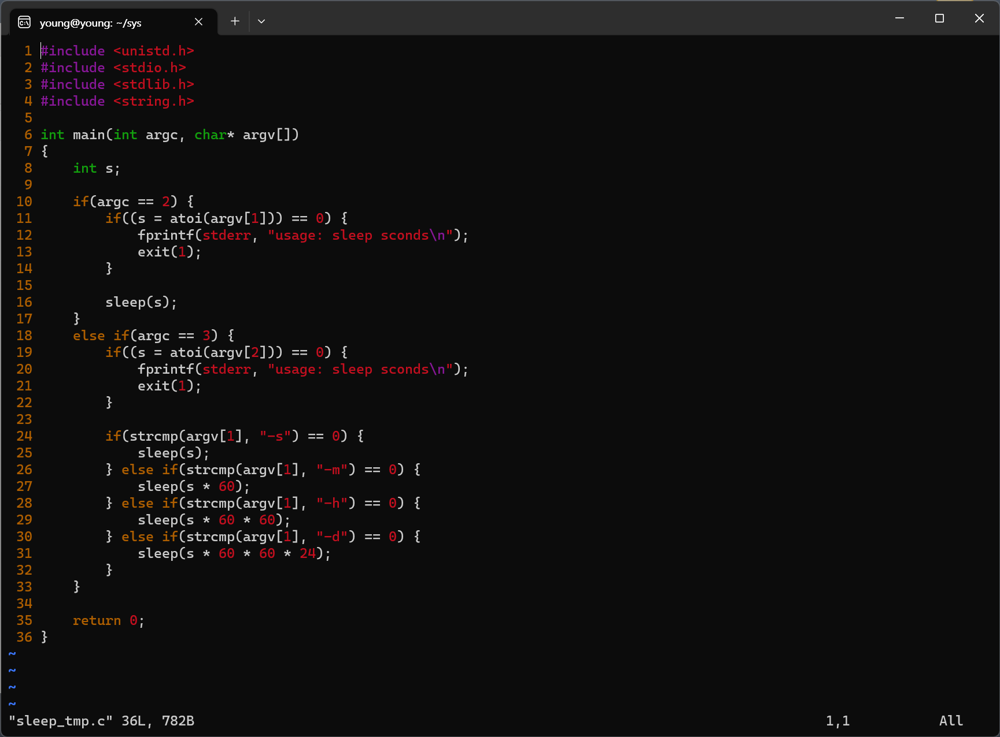 young@young: ~/sys
1 #include <unistd.h>
2 #include <stdio.h>
3 #include <stdlib.h>
4 #include <string.h>
5
6 int main(int argc, char* argv[])
7 {
8     int s;
9
10     if(argc == 2) {
11         if((s = atoi(argv[1])) == 0) {
12             fprintf(stderr, "usage: sleep sconds\n");
13             exit(1);
14         }
15
16         sleep(s);
17     }
18     else if(argc == 3) {
19         if((s = atoi(argv[2])) == 0) {
20             fprintf(stderr, "usage: sleep sconds\n");
21             exit(1);
22         }
23
24         if(strcmp(argv[1], "-s") == 0) {
25             sleep(s);
26         } else if(strcmp(argv[1], "-m") == 0) {
27             sleep(s * 60);
28         } else if(strcmp(argv[1], "-h") == 0) {
29             sleep(s * 60 * 60);
30         } else if(strcmp(argv[1], "-d") == 0) {
31             sleep(s * 60 * 60 * 24);
32         }
33     }
34
35     return 0;
36 }
~
~
~
~
"sleep_tmp.c" 36L, 782B 1,1 All